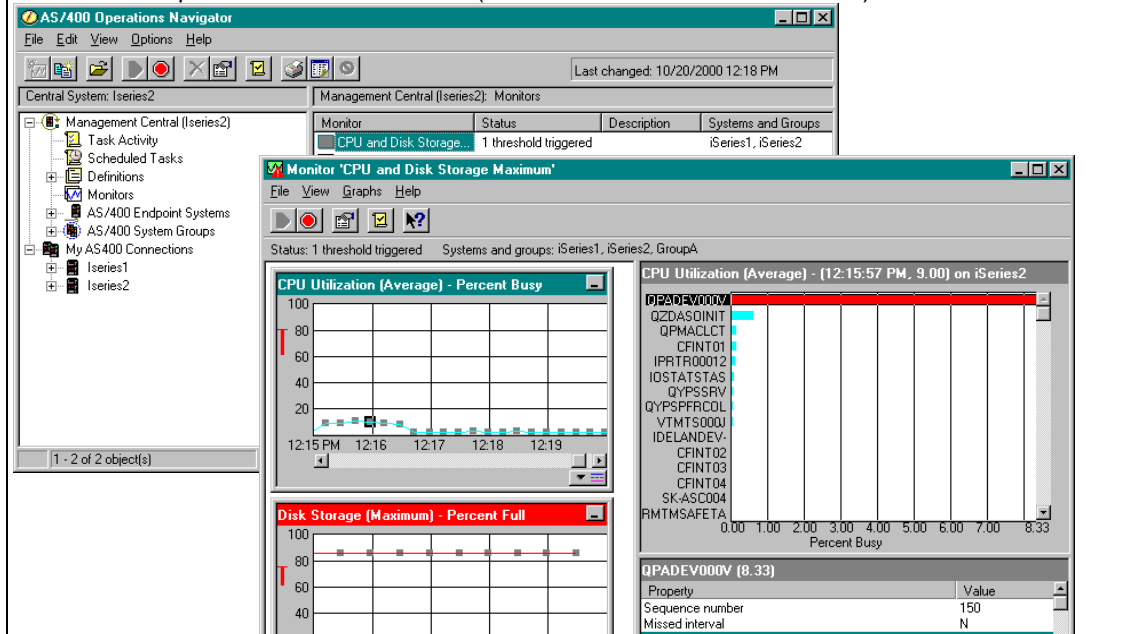 AS/400 Operations Navigator
File Edit View Options Help
Last changed: 10/20/2000 12:18 PM
Central System: Iseries2
Management Central (Iseries2): Monitors
Management Central (Iseries2)
Task Activity
Scheduled Tasks
Definitions
Monitors
AS/400 Endpoint Systems
AS/400 System Groups
My AS400 Connections
Iseries1
Iseries2
1 - 2 of 2 object(s)
Monitor Status Description Systems and Groups
CPU and Disk Storage... 1 threshold triggered iSeries1, iSeries2
Monitor 'CPU and Disk Storage Maximum'
File View Graphs Help
Status: 1 threshold triggered Systems and groups: iSeries1, iSeries2, GroupA
CPU Utilization (Average) - Percent Busy
100
80
60
40
20
12:15 PM 12:16 12:17 12:18 12:19
Disk Storage (Maximum) - Percent Full
100
80
60
40
CPU Utilization (Average) - (12:15:57 PM, 9.00) on iSeries2
QPADEV000V
QZDASOINIT
QPMACLCT
CFINT01
IPRTR00012
IOSTATSTAS
QYPSSRV
QYPSPFRCOL
VTMTS000J
IDELANDEV-
CFINT02
CFINT03
CFINT04
SK-ASC004
RMTMSAFETA
0.00 1.00 2.00 3.00 4.00 5.00 6.00 7.00 8.33
Percent Busy
QPADEV000V (8.33)
Property Value
Sequence number 150
Missed interval N